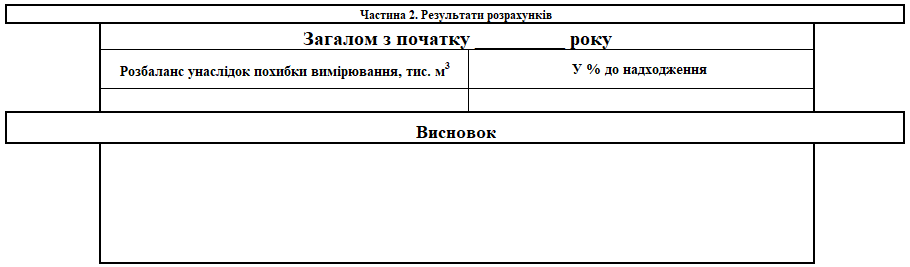 Частина 2. Результати розрахунків
Загалом з початку _________ року
Розбаланс унаслідок похибки вимірювання, тис. м³
У % до надходження
Висновок